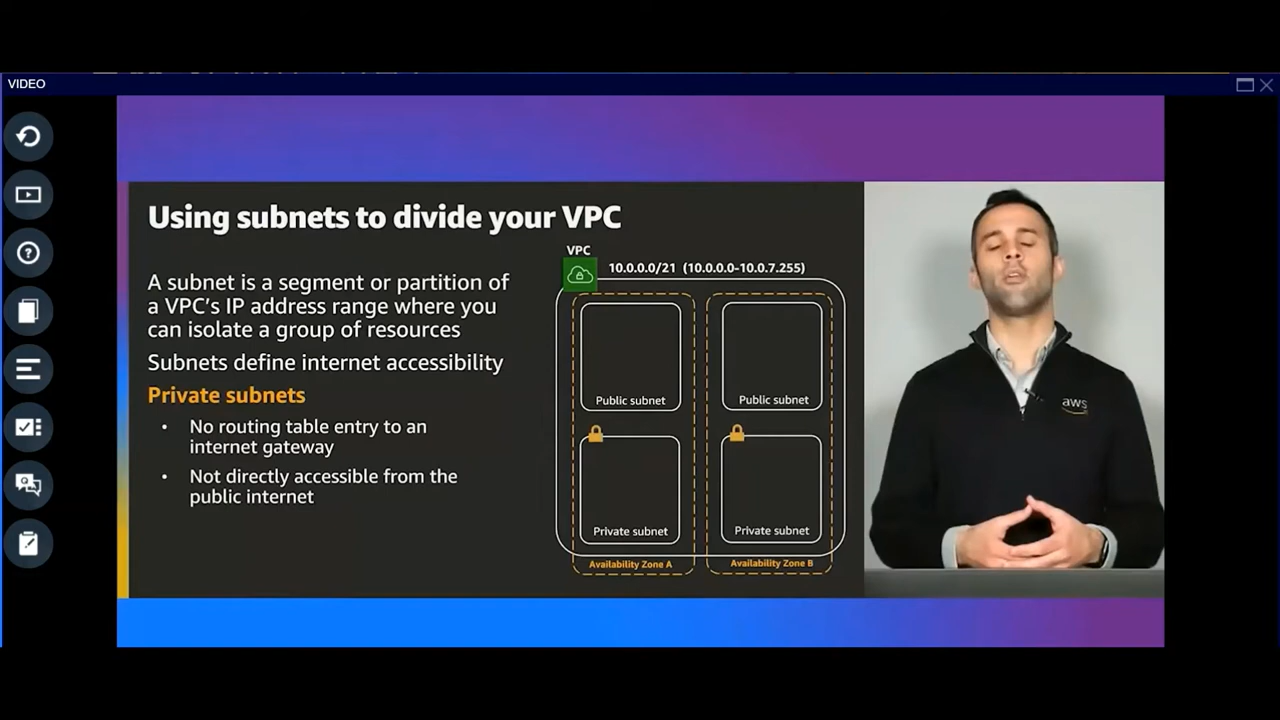 VIDEO
Using subnets to divide your VPC
A subnet is a segment or partition of
a VPC's IP address range where you
can isolate a group of resources
Subnets define internet accessibility
Private subnets
• No routing table entry to an
internet gateway
• Not directly accessible from the
public internet
VPC
10.0.0.0/21 (10.0.0.0-10.0.7.255)
Public subnet
Public subnet
Private subnet
Private subnet
Availability Zone A
Availability Zone B
aws